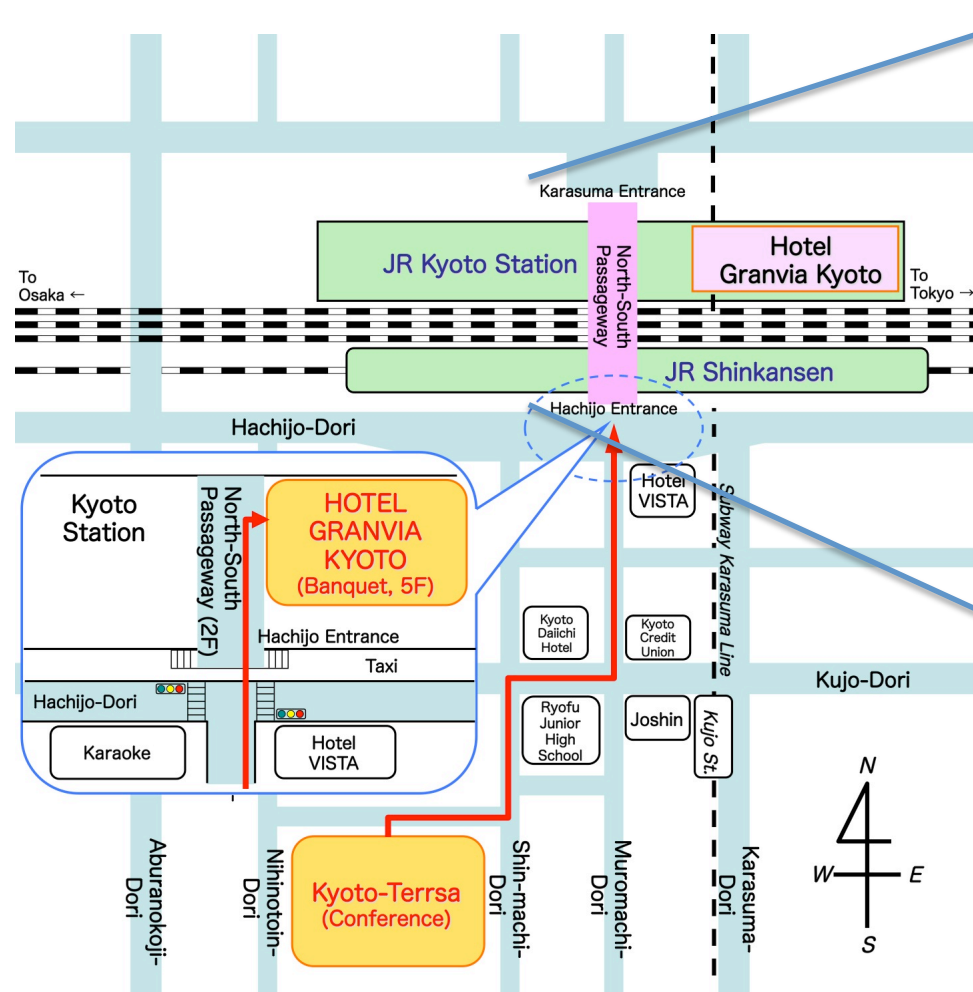 Karasuma Entrance
JR Kyoto Station
North-South
Passageway
Hotel
Granvia Kyoto
To
Osaka ←
To
Tokyo →
JR Shinkansen
Hachijo Entrance
Hachijo-Dori
Hotel
VISTA
Subway Karasuma Line
Kyoto
Station
North-South
Passageway (2F)
HOTEL
GRANVIA
KYOTO
(Banquet, 5F)
Hachijo Entrance
Taxi
Hachijo-Dori
Karaoke
Hotel
VISTA
Kyoto
Daiichi
Hotel
Kyoto
Credit
Union
Kujo-Dori
Ryofu
Junior
High
School
Joshin
Kujo St.
Kyoto-Terrsa
(Conference)
Aburanokoji-
Dori
Nihinotoin-
Dori
Shin-machi-
Dori
Muromachi-
Dori
Karasuma-
Dori
N
W
E
S